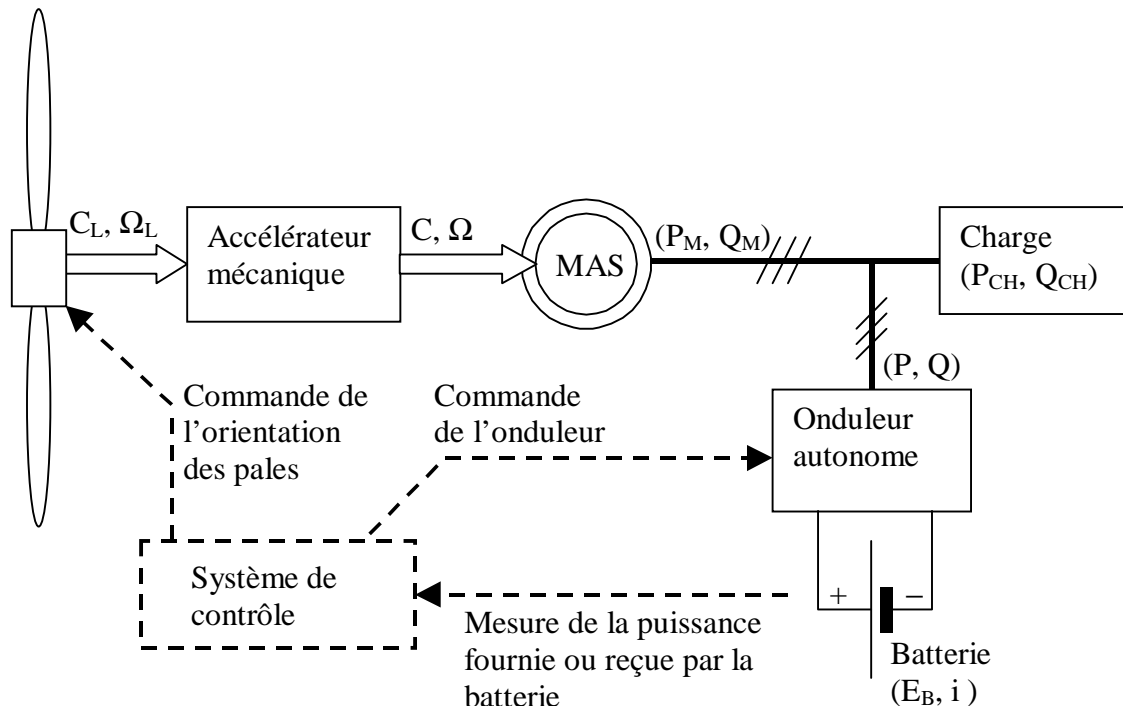 C_L, Ω_L
Accélérateur
mécanique
C, Ω
MAS
(P_M, Q_M)
Charge
(P_CH, Q_CH)
(P, Q)
Commande de
l’orientation
des pales
Commande
de l’onduleur
Onduleur
autonome
Système de
contrôle
Mesure de la puissance
fournie ou reçue par la
batterie
+ −
Batterie
(E_B, i )